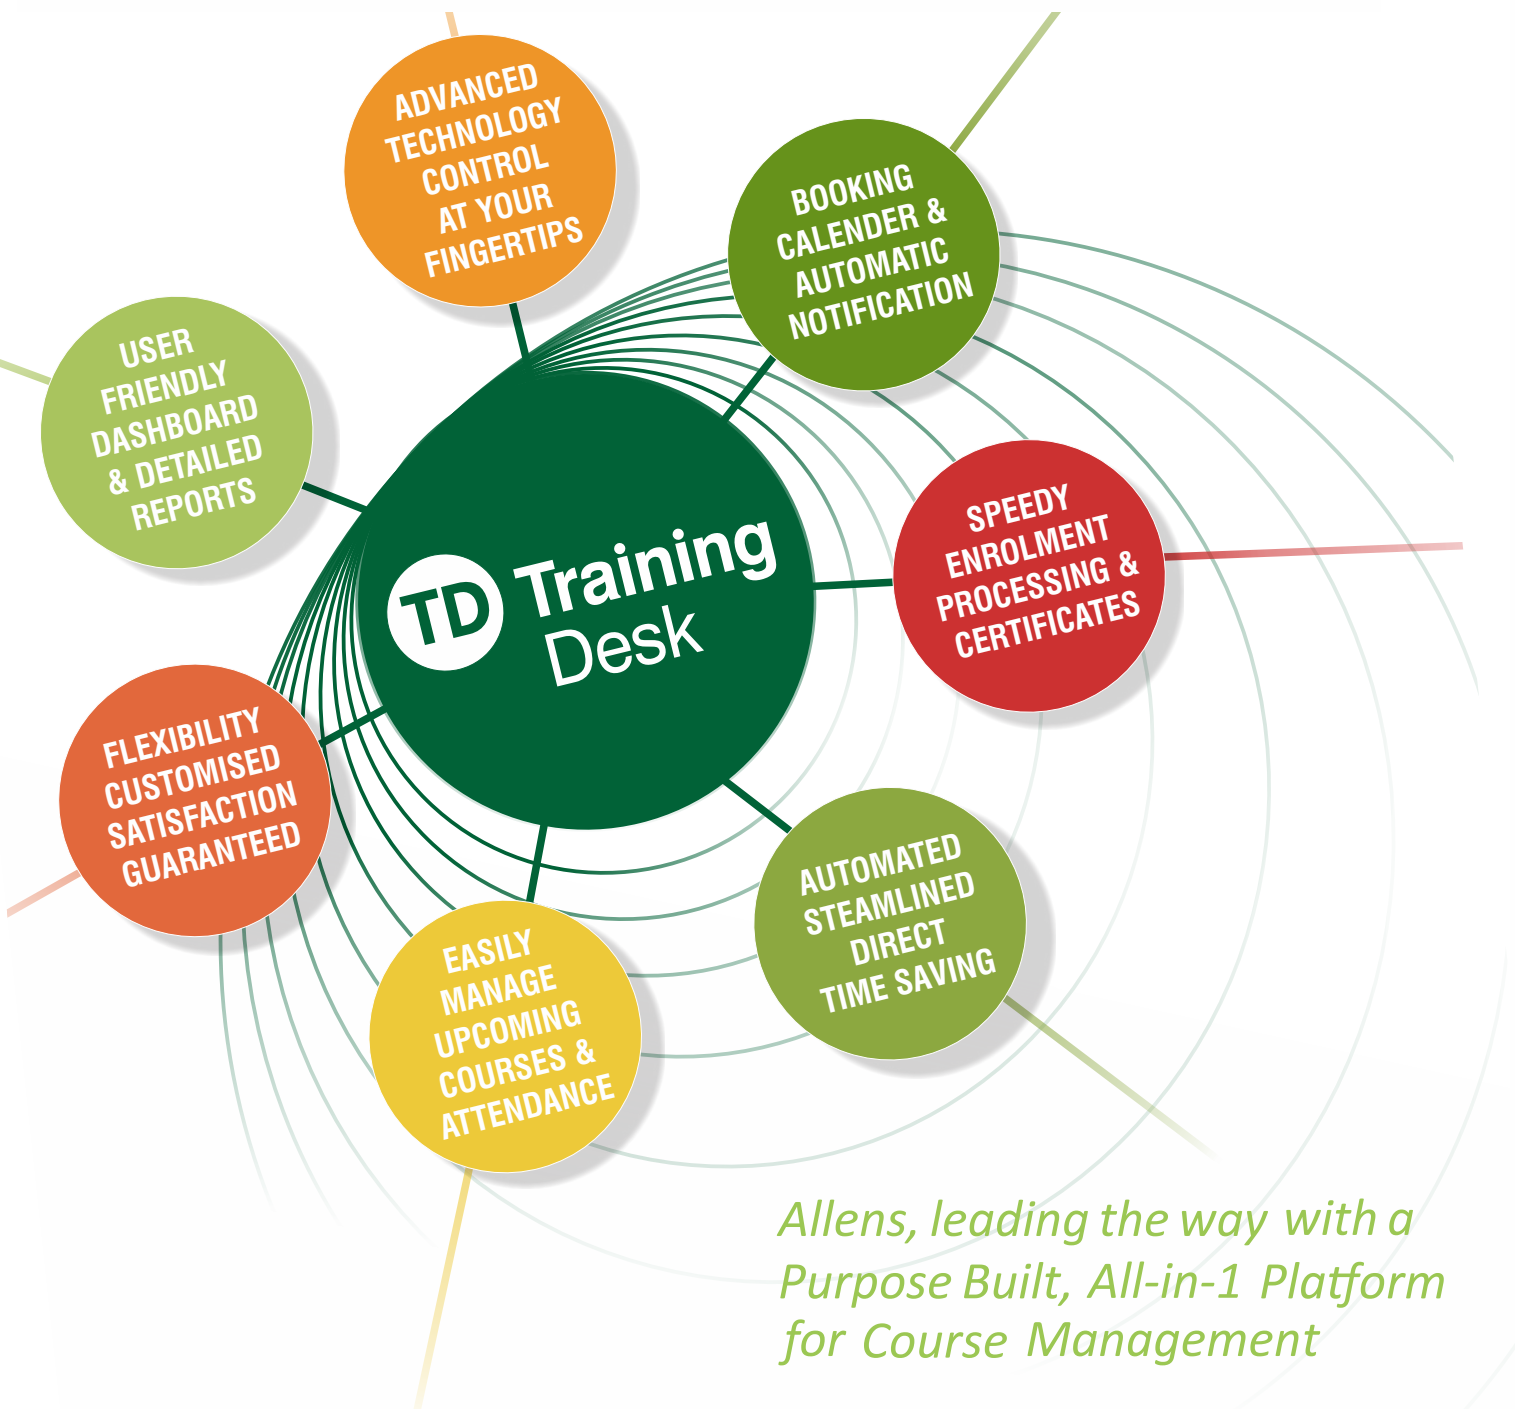 ADVANCED
TECHNOLOGY
CONTROL
AT YOUR
FINGERTIPS
BOOKING
CALENDER &
AUTOMATIC
NOTIFICATION
USER
FRIENDLY
DASHBOARD
& DETAILED
REPORTS
SPEEDY
ENROLMENT
PROCESSING &
CERTIFICATES
TD Training
Desk
FLEXIBILITY
CUSTOMISED
SATISFACTION
GUARANTEED
AUTOMATED
STEAMLINED
DIRECT
TIME SAVING
EASILY
MANAGE
UPCOMING
COURSES &
ATTENDANCE
Allens, leading the way with a
Purpose Built, All-in-1 Platform
for Course Management